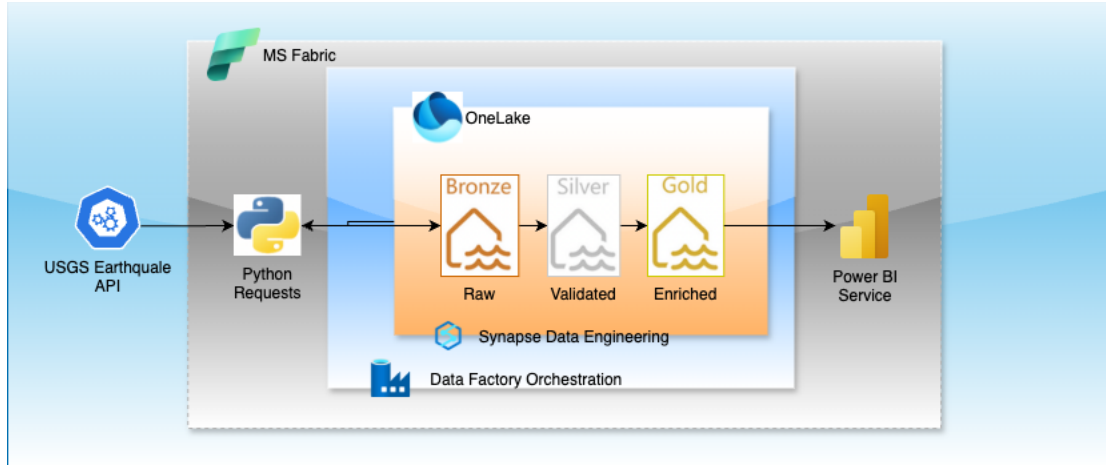 MS Fabric
OneLake
Bronze
Silver
Gold
USGS Earthquale
API
Python
Requests
Raw
Validated
Enriched
Power BI
Service
Synapse Data Engineering
Data Factory Orchestration